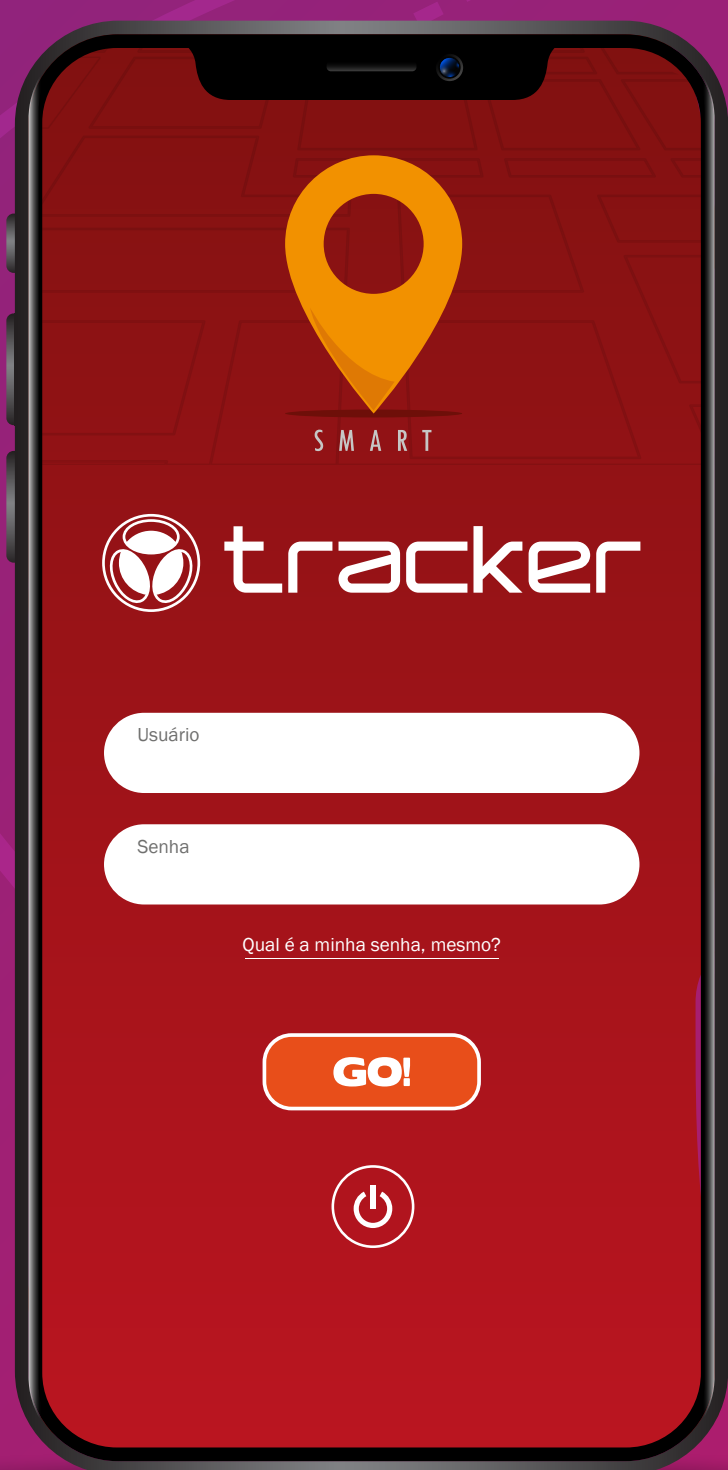 SMART
tracker
Usuário
Senha
Qual é a minha senha, mesmo?
GO!